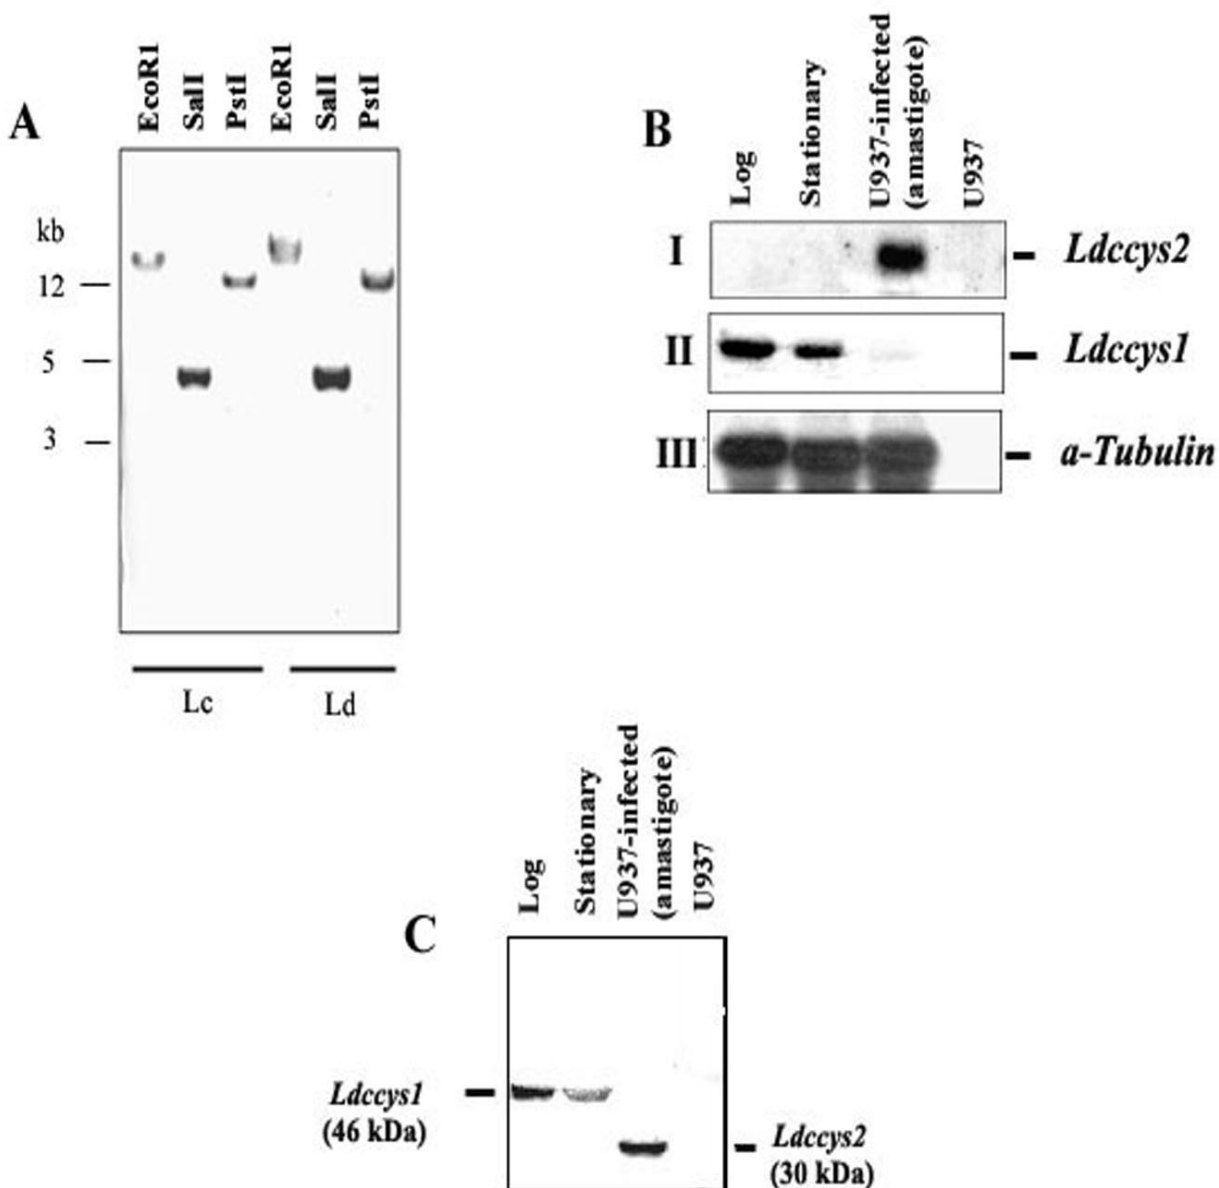 A
EcoR1
SalI
PstI
EcoR1
SalI
PstI
kb
12
5
3
Lc
Ld
B
Log
Stationary
U937-infected
(amastigote)
U937
I
Ldccys2
II
Ldccys1
III
a-Tubulin
C
Log
Stationary
U937-infected
(amastigote)
U937
Ldccys1
(46 kDa)
Ldccys2
(30 kDa)